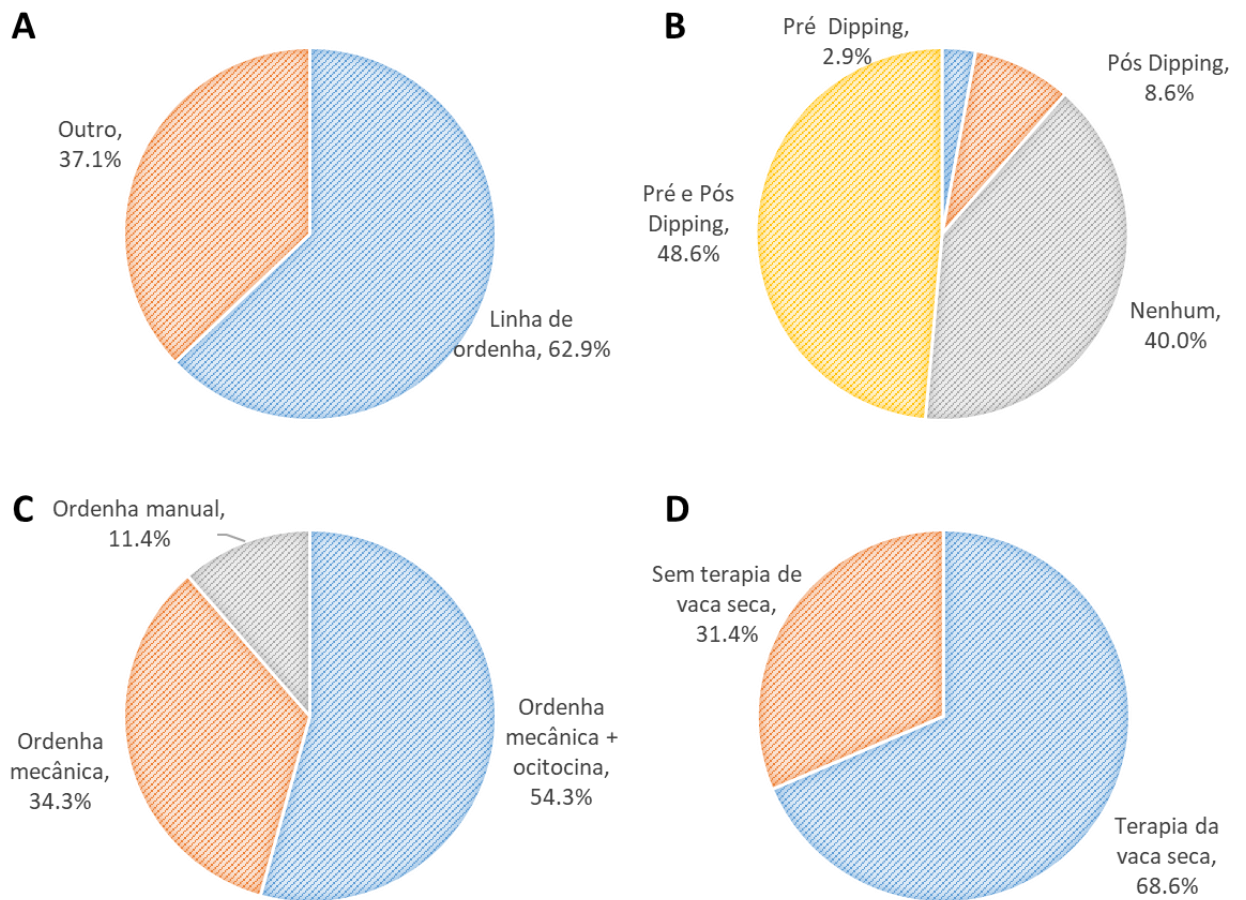 A
Outro,
37.1%
Linha de
ordenha, 62.9%
B
Pré Dipping,
2.9%
Pós Dipping,
8.6%
Pré e Pós
Dipping,
48.6%
Nenhum,
40.0%
C
Ordenha manual,
11.4%
Ordenha
mecânica,
34.3%
Ordenha
mecânica +
ocitocina,
54.3%
D
Sem terapia de
vaca seca,
31.4%
Terapia da
vaca seca,
68.6%